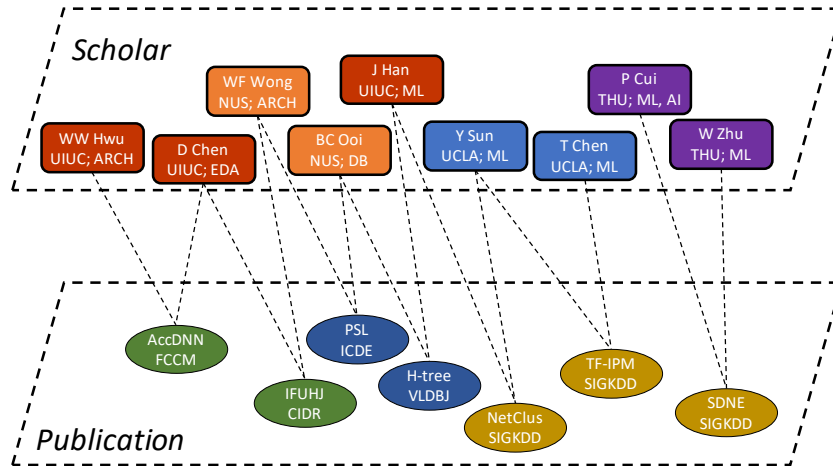 Scholar
WW Hwu
UIUC; ARCH
D Chen
UIUC; EDA
WF Wong
NUS; ARCH
BC Ooi
NUS; DB
J Han
UIUC; ML
Y Sun
UCLA; ML
T Chen
UCLA; ML
P Cui
THU; ML, AI
W Zhu
THU; ML
AccDNN
FCCM
IFUHJ
CIDR
PSL
ICDE
H-tree
VLDBJ
NetClus
SIGKDD
TF-IPM
SIGKDD
SDNE
SIGKDD
Publication